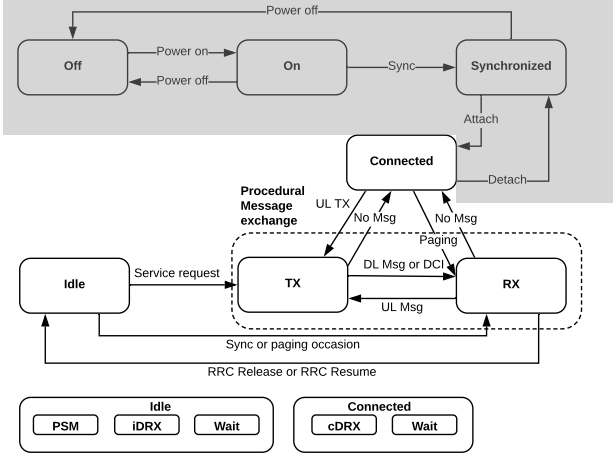 Power off
Off
Power on
Power off
On
Sync
Synchronized
Attach
Connected
Detach
Procedural
Message
exchange
UL TX
No Msg
No Msg
Paging
Idle
Service request
TX
DL Msg or DCI
RX
UL Msg
Sync or paging occasion
RRC Release or RRC Resume
Idle
PSM
iDRX
Wait
Connected
cDRX
Wait